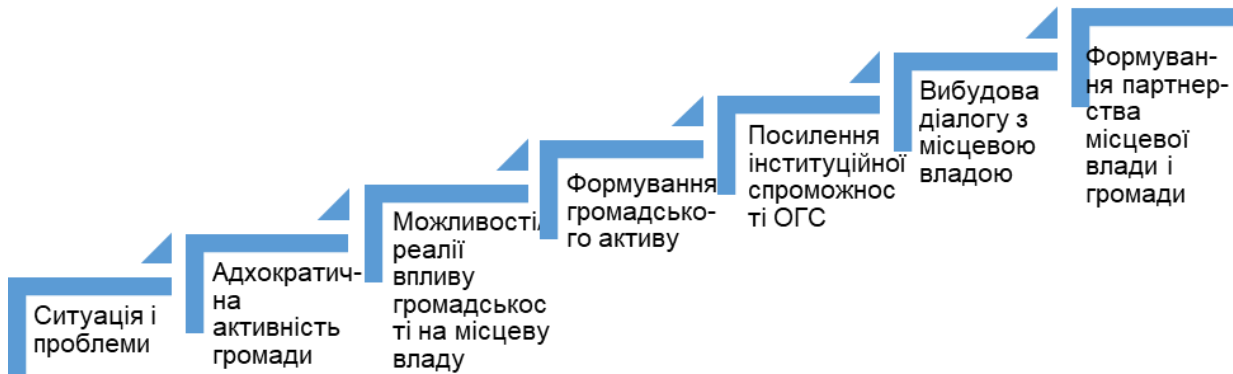 Ситуація і
проблеми
Адхократич-
на
активність
громади
Можливості/
реалії
впливу
громадськос
ті на місцеву
владу
Формування
громадсько-
го активу
Посилення
інституційної
спроможнос
ті ОГС
Вибудова
діалогу з
місцевою
владою
Формуван-
ня партнер-
ства
місцевої
влади і
громади